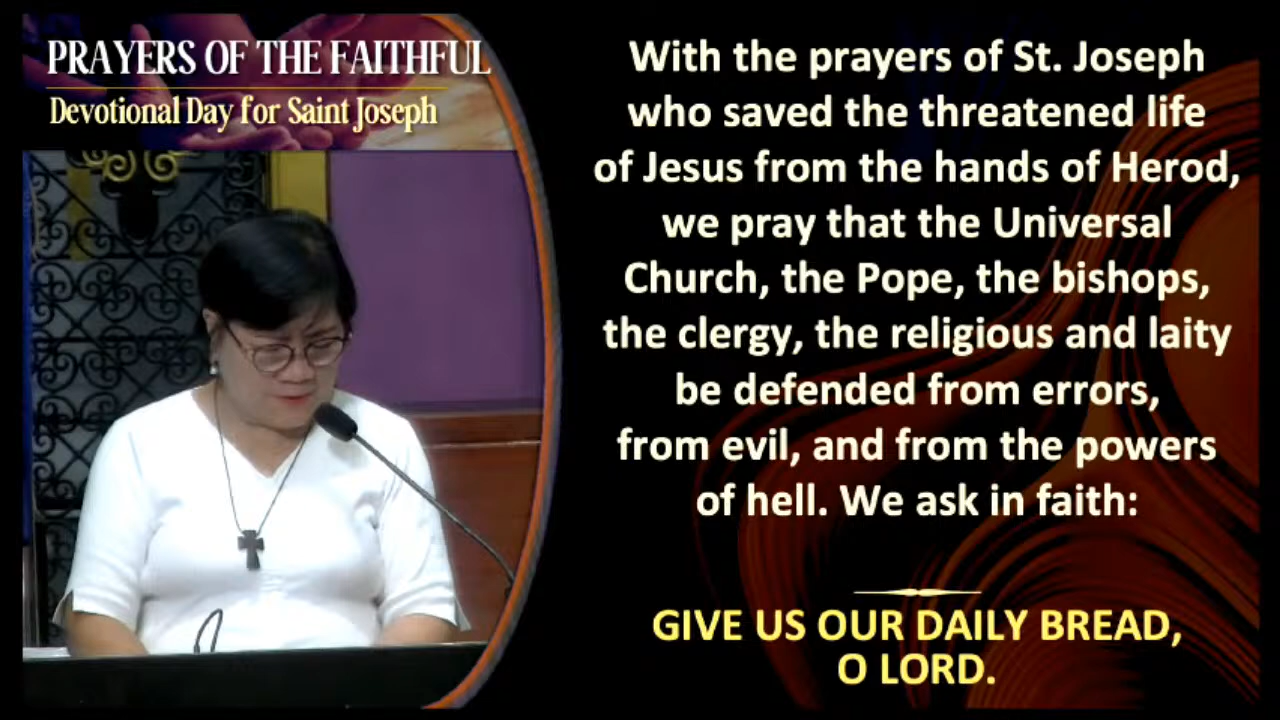 PRAYERS OF THE FAITHFUL
Devotional Day for Saint Joseph
With the prayers of St. Joseph
who saved the threatened life
of Jesus from the hands of Herod,
we pray that the Universal
Church, the Pope, the bishops,
the clergy, the religious and laity
be defended from errors,
from evil, and from the powers
of hell. We ask in faith:
GIVE US OUR DAILY BREAD,
O LORD.